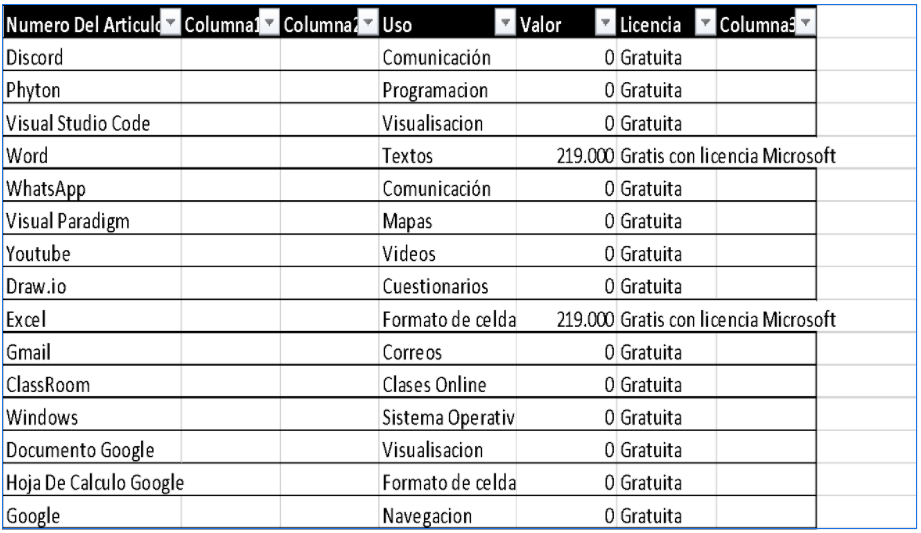 Numero Del Articulo Columna1 Columna2 Uso Valor Licencia Columna3
Discord Comunicación 0 Gratuita
Phyton Programacion 0 Gratuita
Visual Studio Code Visualisacion 0 Gratuita
Word Textos 219.000 Gratis con licencia Microsoft
WhatsApp Comunicación 0 Gratuita
Visual Paradigm Mapas 0 Gratuita
Youtube Videos 0 Gratuita
Draw.io Cuestionarios 0 Gratuita
Excel Formato de celda 219.000 Gratis con licencia Microsoft
Gmail Correos 0 Gratuita
ClassRoom Clases Online 0 Gratuita
Windows Sistema Operativ 0 Gratuita
Documento Google Visualisacion 0 Gratuita
Hoja De Calculo Google Formato de celda 0 Gratuita
Google Navegacion 0 Gratuita